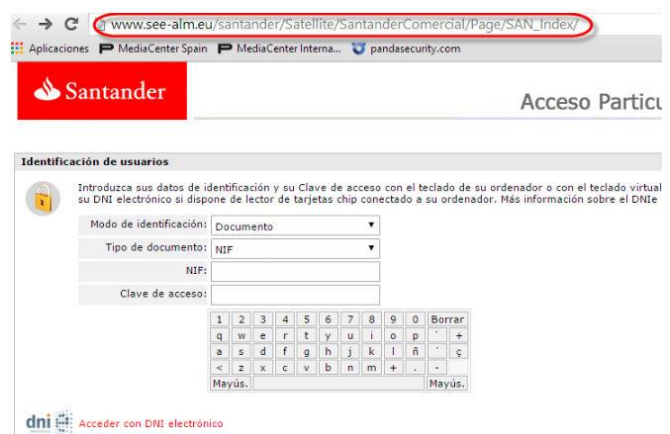 www.see-alm.eu/santander/Satellite/SantanderComercial/Page/SAN_Index/
Aplicaciones MediaCenter Spain MediaCenter Interna... pandasecurity.com
Santander
Acceso Particu
Identificación de usuarios
Introduzca sus datos de identificación y su Clave de acceso con el teclado de su ordenador o con el teclado virtual
su DNI electrónico si dispone de lector de tarjetas chip conectado a su ordenador. Más información sobre el DNIe
Modo de identificación: Documento
Tipo de documento: NIF
NIF:
Clave de acceso:
1 2 3 4 5 6 7 8 9 0 Borrar
q w e r t y u i o p ` +
a s d f g h j k l ñ ´ ç
< z x c v b n m + . -
Mayús. Mayús.
dni Acceder con DNI electrónico